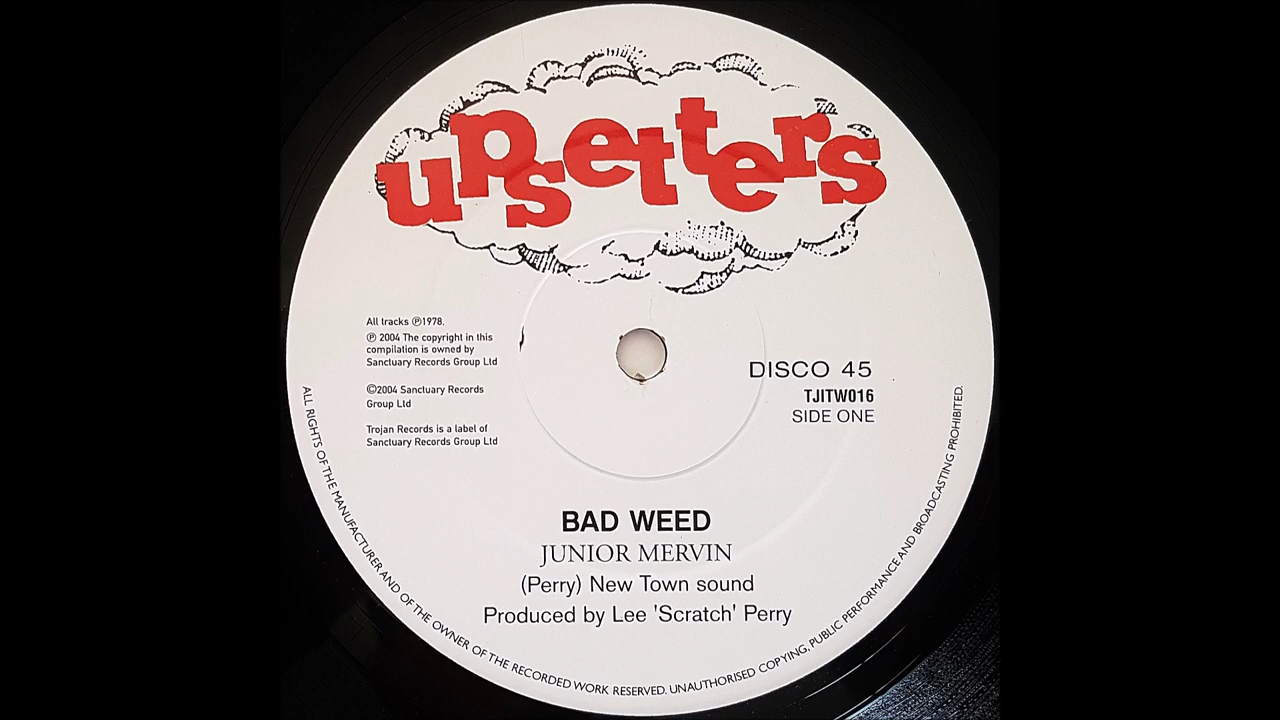 upsetters
All tracks ℗1978.
℗ 2004 The copyright in this
compilation is owned by
Sanctuary Records Group Ltd
©2004 Sanctuary Records
Group Ltd
Trojan Records is a label of
Sanctuary Records Group Ltd
DISCO 45
TJITW016
SIDE ONE
BAD WEED
JUNIOR MERVIN
(Perry) New Town sound
Produced by Lee 'Scratch' Perry
ALL RIGHTS OF THE MANUFACTURER AND OF THE OWNER OF THE RECORDED WORK RESERVED. UNAUTHORISED COPYING, PUBLIC PERFORMANCE AND BROADCASTING PROHIBITED.